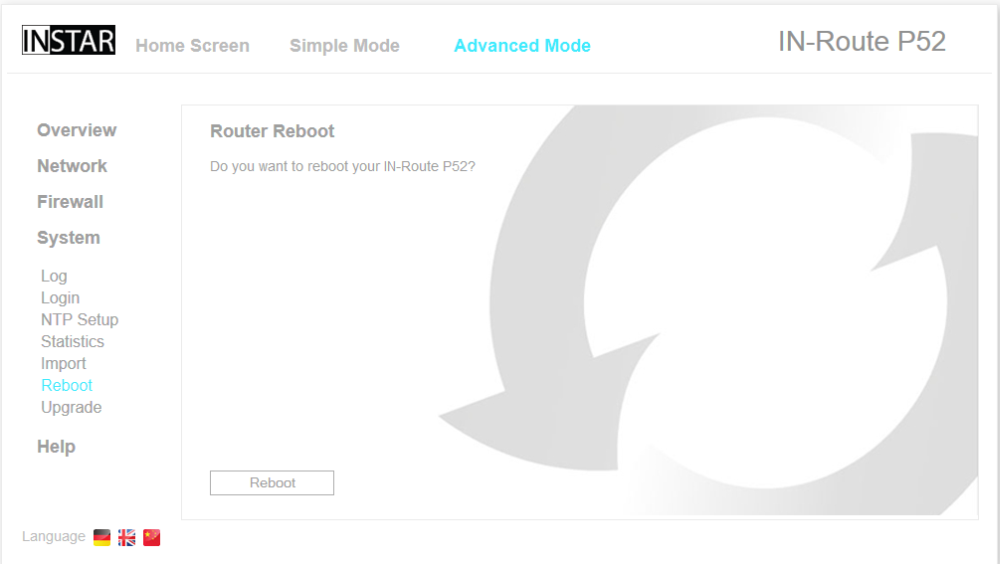 INSTAR Home Screen Simple Mode Advanced Mode IN-Route P52
Overview
Network
Firewall
System
Log
Login
NTP Setup
Statistics
Import
Reboot
Upgrade
Help
Router Reboot
Do you want to reboot your IN-Route P52?
Reboot
Language